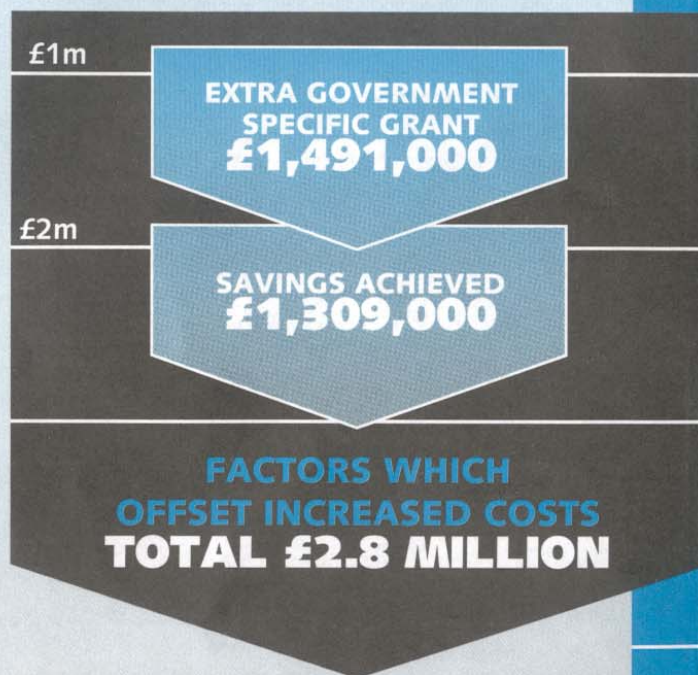 £1m
EXTRA GOVERNMENT
SPECIFIC GRANT
£1,491,000
£2m
SAVINGS ACHIEVED
£1,309,000
FACTORS WHICH
OFFSET INCREASED COSTS
TOTAL £2.8 MILLION